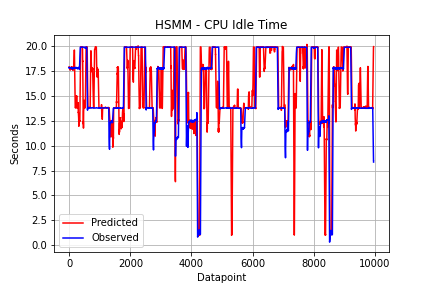 HSMM - CPU Idle Time
20.0
17.5
15.0
12.5
10.0
7.5
5.0
2.5
0.0
Seconds
Predicted
Observed
0 2000 4000 6000 8000 10000
Datapoint